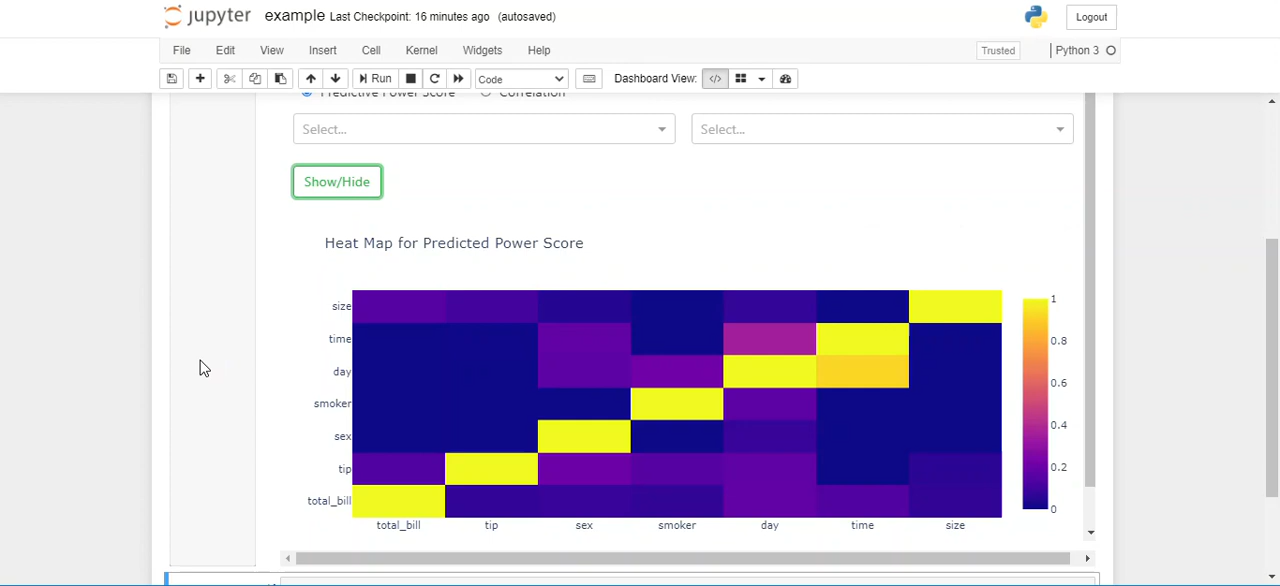 jupyter example Last Checkpoint: 16 minutes ago (autosaved) Logout
File Edit View Insert Cell Kernel Widgets Help Trusted Python 3
Run Code Dashboard View:
Predictive Power Score Correlation
Select... Select...
Show/Hide
Heat Map for Predicted Power Score
size
time
day
smoker
sex
tip
total_bill
total_bill tip sex smoker day time size
1
0.8
0.6
0.4
0.2
0